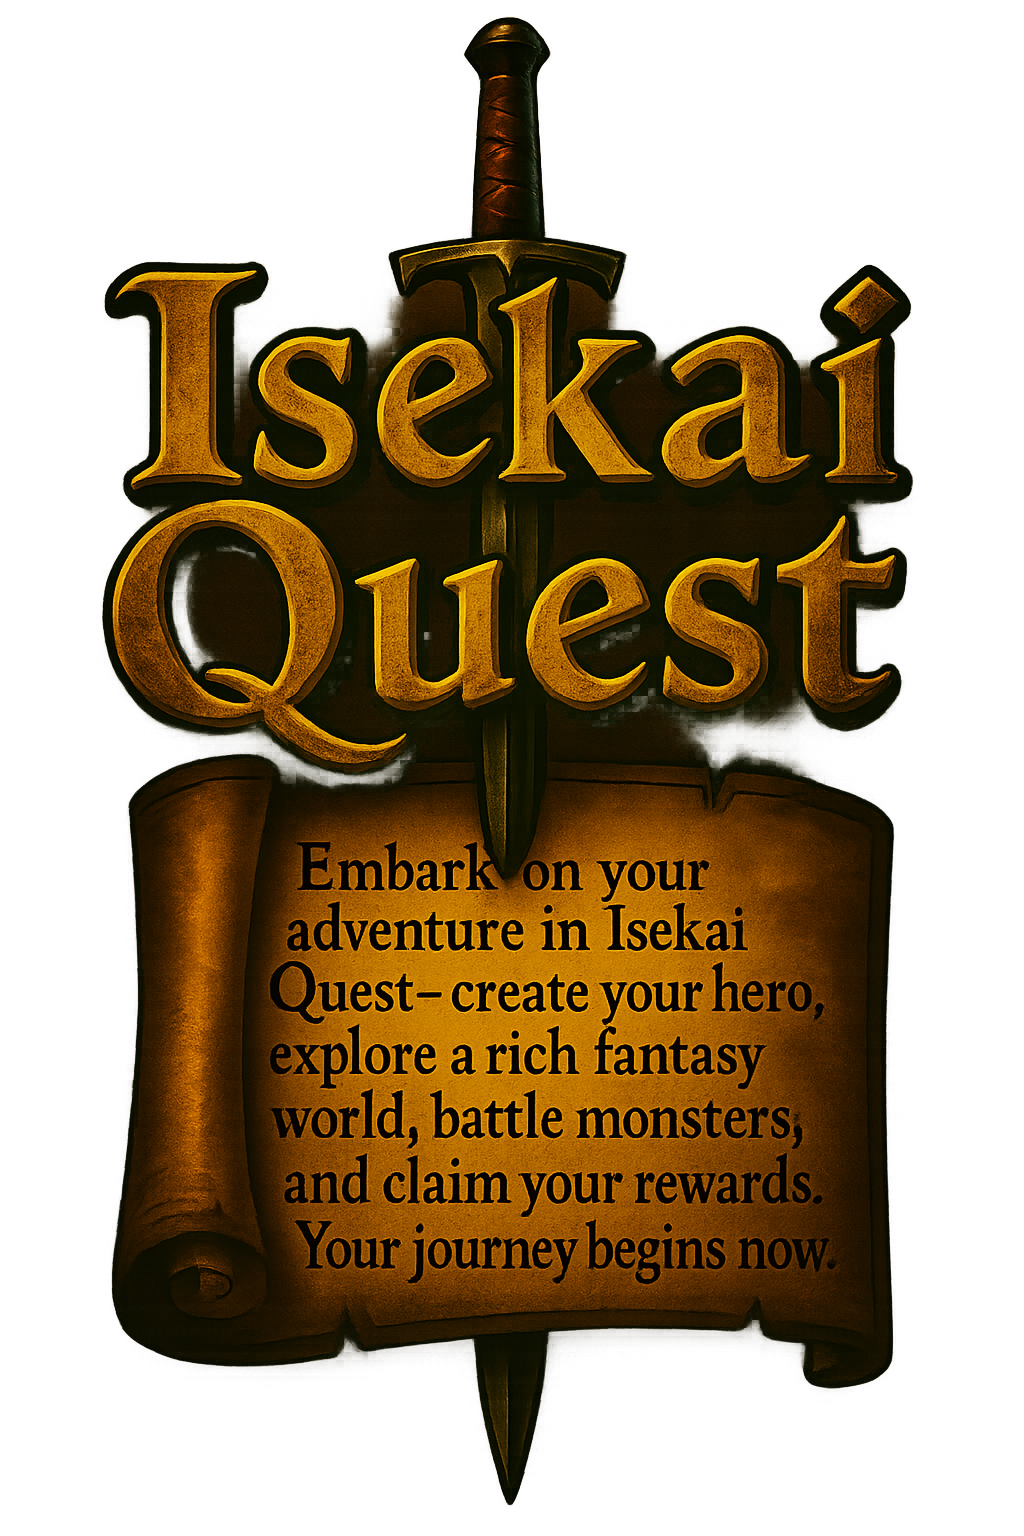 Isekai
Quest
Embark on your
adventure in Isekai
Quest–create your hero,
explore a rich fantasy
world, battle monsters,
and claim your rewards.
Your journey begins now.